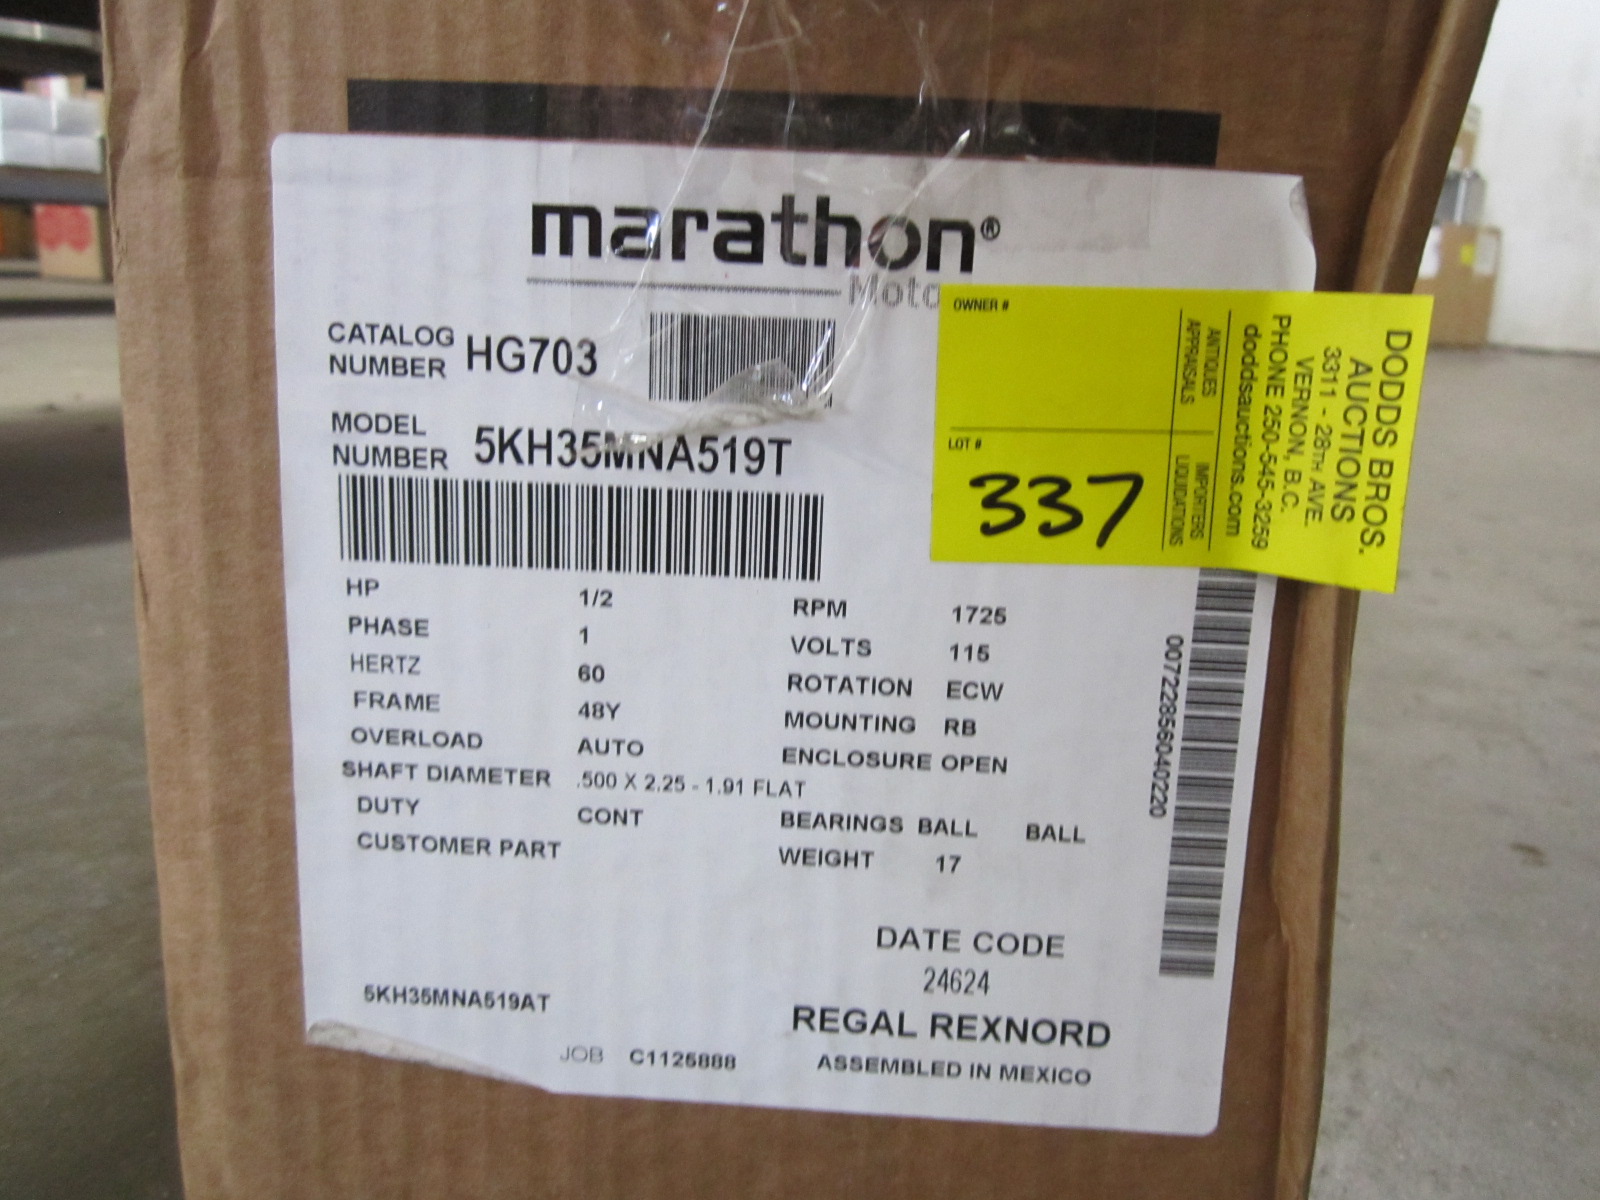 marathon®
Moto
CATALOG NUMBER HG703
MODEL NUMBER 5KH35MNA519T
HP 1/2 RPM 1725
PHASE 1 VOLTS 115
HERTZ 60 ROTATION ECW
FRAME 48Y MOUNTING RB
OVERLOAD AUTO ENCLOSURE OPEN
SHAFT DIAMETER .500 X 2.25 - 1.91 FLAT
DUTY CONT BEARINGS BALL BALL
CUSTOMER PART WEIGHT 17
DATE CODE
24624
5KH35MNA519AT
REGAL REXNORD
JOB C1125888
ASSEMBLED IN MEXICO
00722856040220
OWNER #
LOT #
337
DODDS BROS.
AUCTIONS
3311 - 28TH AVE.
VERNON, B.C.
PHONE 250-545-3259
doddsauctions.com
ANTIQUES IMPORTERS
APPRAISALS LIQUIDATIONS